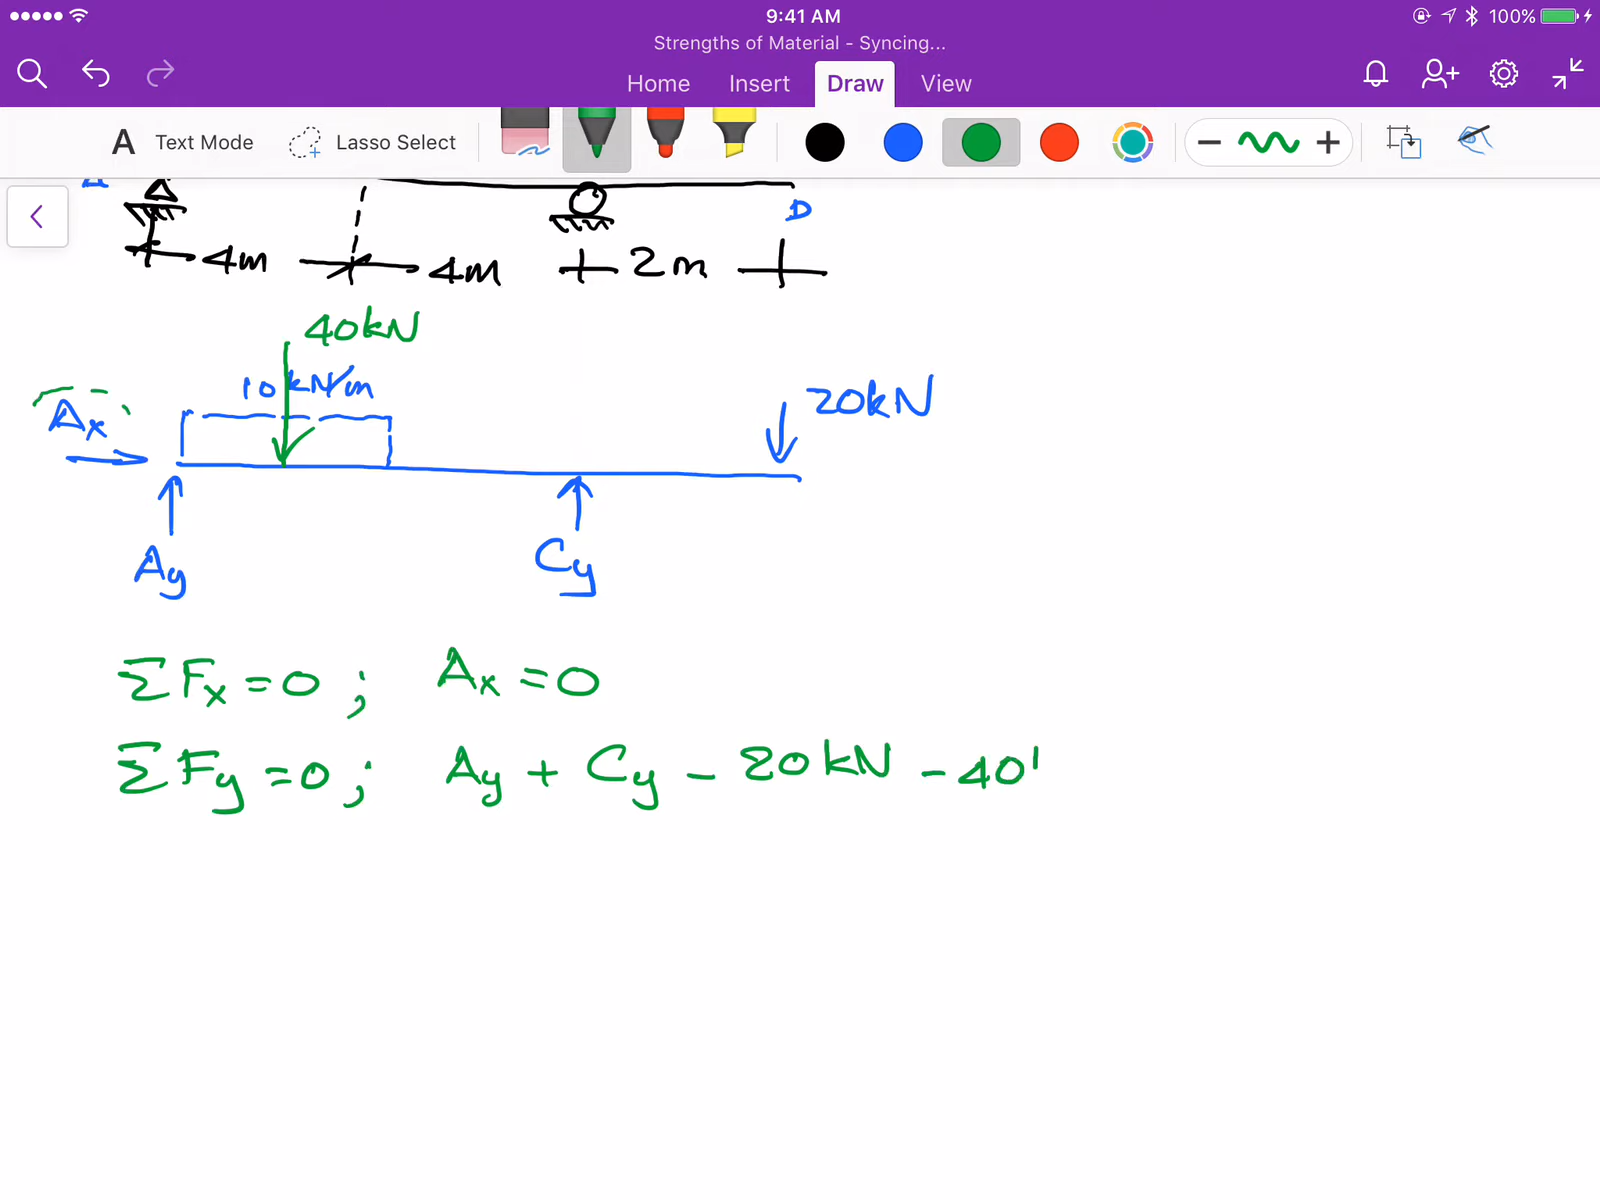 9:41 AM
100%
Strengths of Material - Syncing...
Home Insert Draw View
A Text Mode Lasso Select
D
4m 4m 2m
40kN
10kN/m
Ax
20kN
Ay
Cy
ΣFx=0; Ax=0
ΣFy=0; Ay + Cy - 20kN - 40